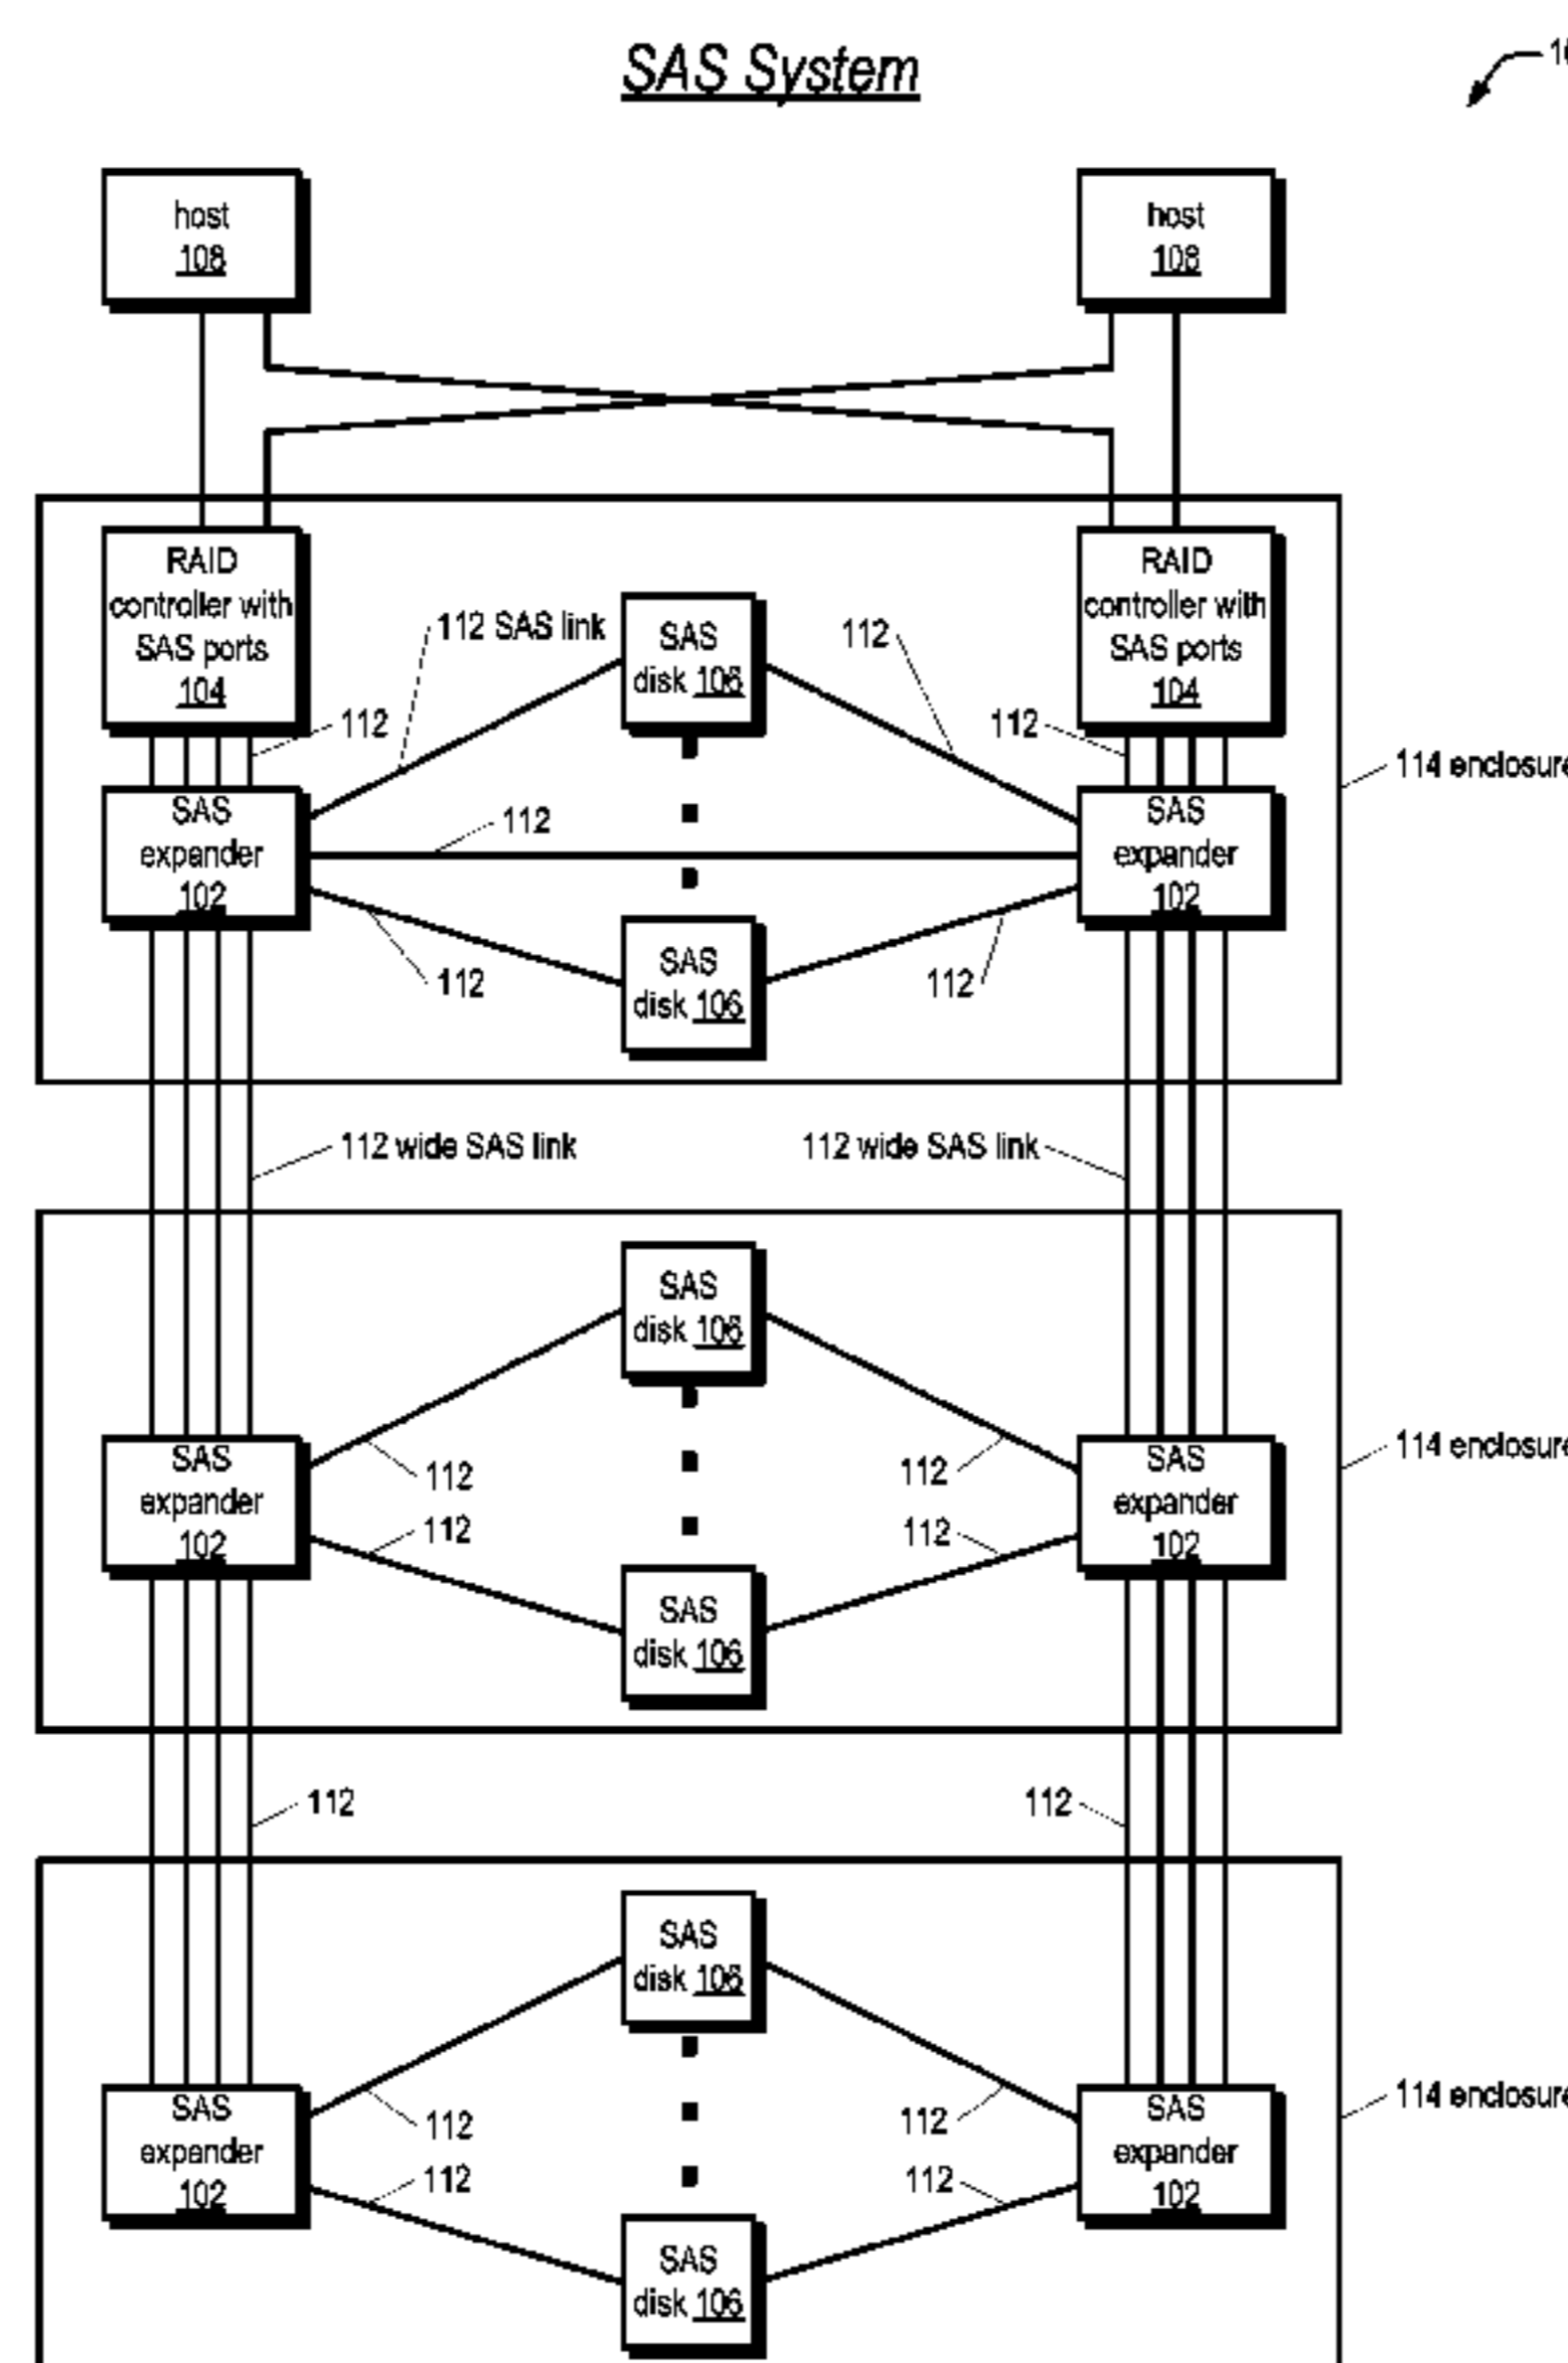 SAS System
host
108
host
108
RAID
controller with
SAS ports
104
RAID
controller with
SAS ports
104
112 SAS link
SAS
disk 106
112
112
112
114 enclosure
SAS
expander
102
112
SAS
expander
102
112
SAS
disk 106
112
112 wide SAS link
112 wide SAS link
SAS
disk 106
114 enclosure
SAS
expander
102
112
112
SAS
expander
102
112
112
SAS
disk 106
112
112
SAS
disk 106
114 enclosure
SAS
expander
102
112
112
SAS
expander
102
112
112
SAS
disk 106